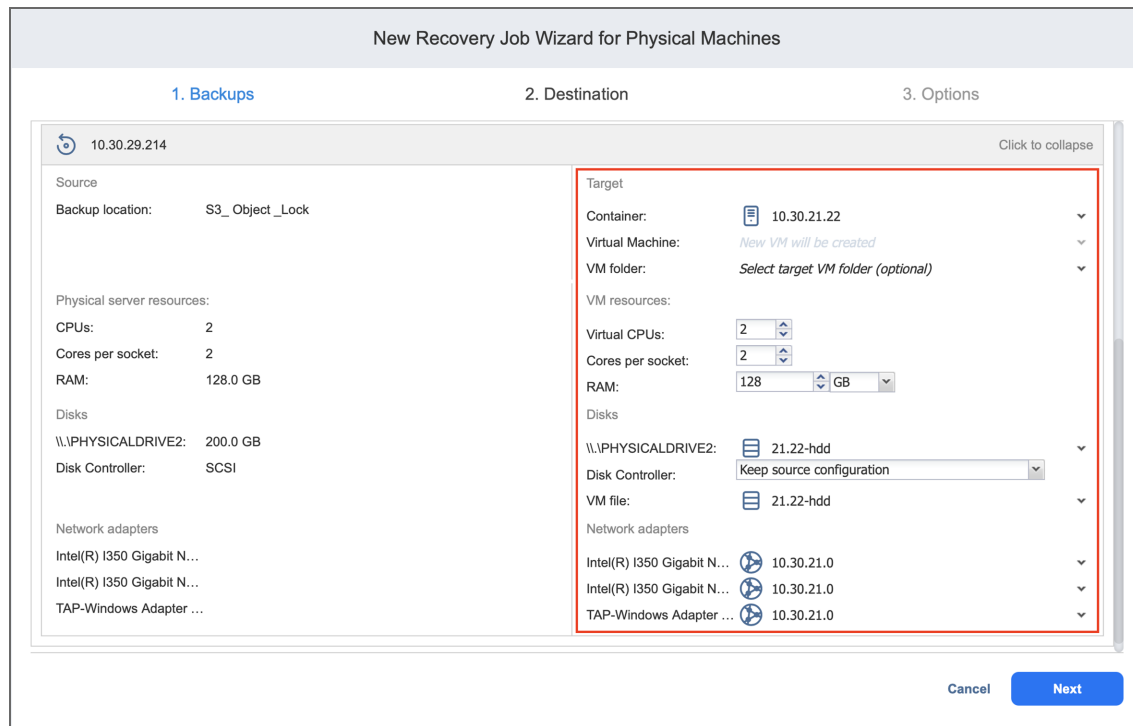 New Recovery Job Wizard for Physical Machines
1. Backups
2. Destination
3. Options
10.30.29.214
Click to collapse
Source
Backup location: S3_ Object _Lock
Physical server resources:
CPUs: 2
Cores per socket: 2
RAM: 128.0 GB
Disks
\\.\PHYSICALDRIVE2: 200.0 GB
Disk Controller: SCSI
Network adapters
Intel(R) I350 Gigabit N...
Intel(R) I350 Gigabit N...
TAP-Windows Adapter ...
Target
Container: 10.30.21.22
Virtual Machine: New VM will be created
VM folder: Select target VM folder (optional)
VM resources:
Virtual CPUs: 2
Cores per socket: 2
RAM: 128 GB
Disks
\\.\PHYSICALDRIVE2: 21.22-hdd
Disk Controller: Keep source configuration
VM file: 21.22-hdd
Network adapters
Intel(R) I350 Gigabit N... 10.30.21.0
Intel(R) I350 Gigabit N... 10.30.21.0
TAP-Windows Adapter ... 10.30.21.0
Cancel
Next